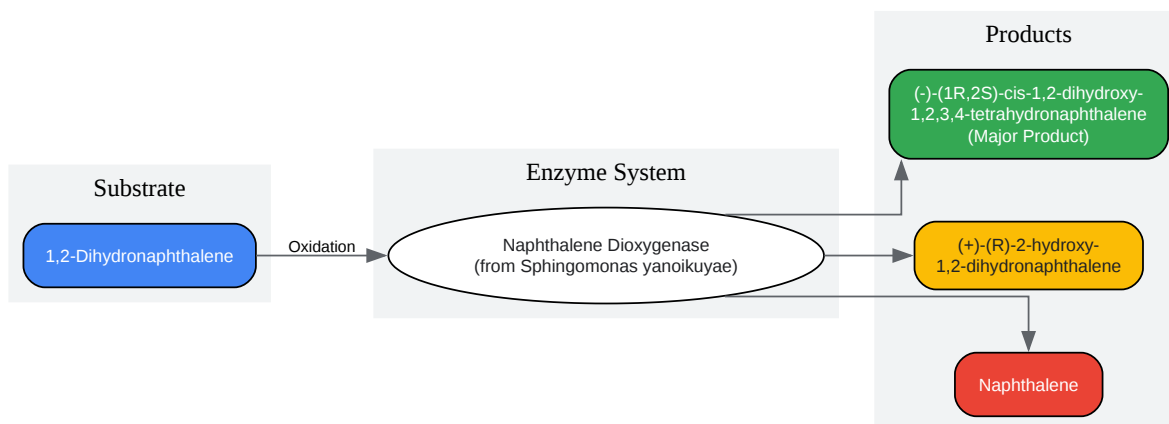 Substrate
1,2-Dihydronaphthalene
Oxidation
Enzyme System
Naphthalene Dioxygenase
(from Sphingomonas yanoikuyae)
Products
(-)-(1R,2S)-cis-1,2-dihydroxy-
1,2,3,4-tetrahydronaphthalene
(Major Product)
(+)-(R)-2-hydroxy-
1,2-dihydronaphthalene
Naphthalene